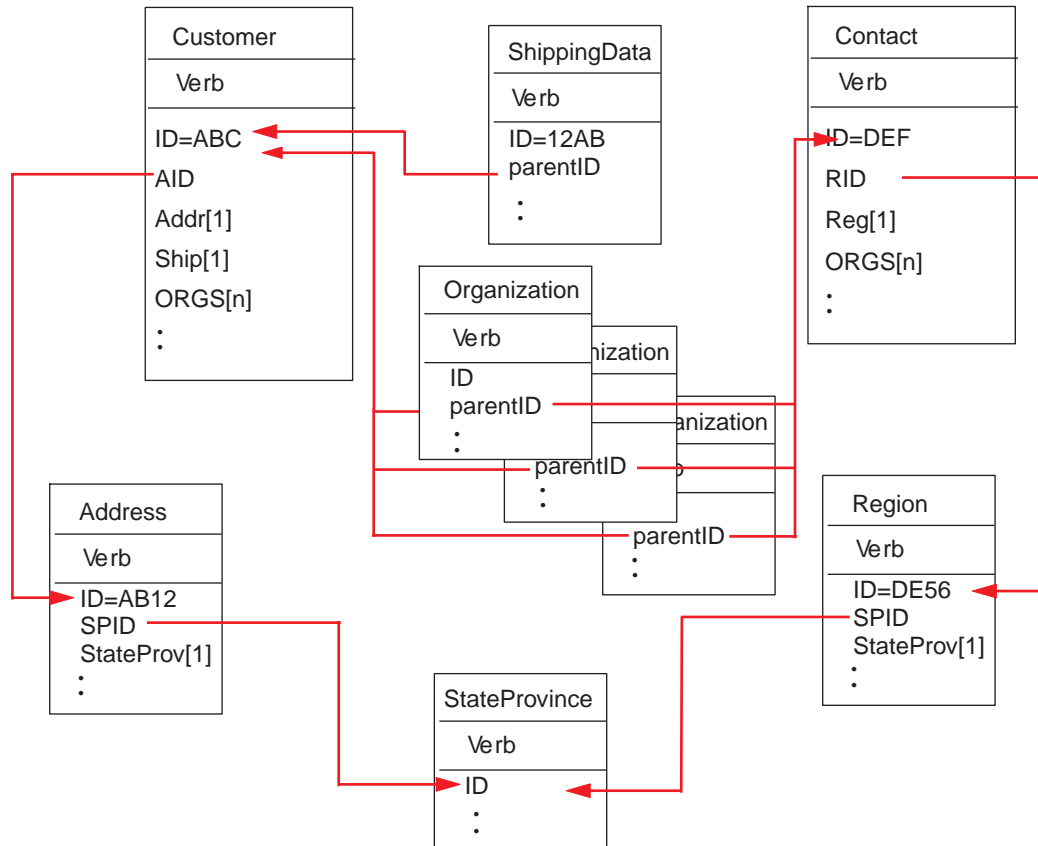 Customer
Verb
ID=ABC
AID
Addr[1]
Ship[1]
ORGS[n]
:
ShippingData
Verb
ID=12AB
parentID
:
Contact
Verb
ID=DEF
RID
Reg[1]
ORGS[n]
:
Organization
Verb
ID
parentID
:
nization
parentID
:
anization
parentID
:
Address
Verb
ID=AB12
SPID
StateProv[1]
:
StateProvince
Verb
ID
:
Region
Verb
ID=DE56
SPID
StateProv[1]
: